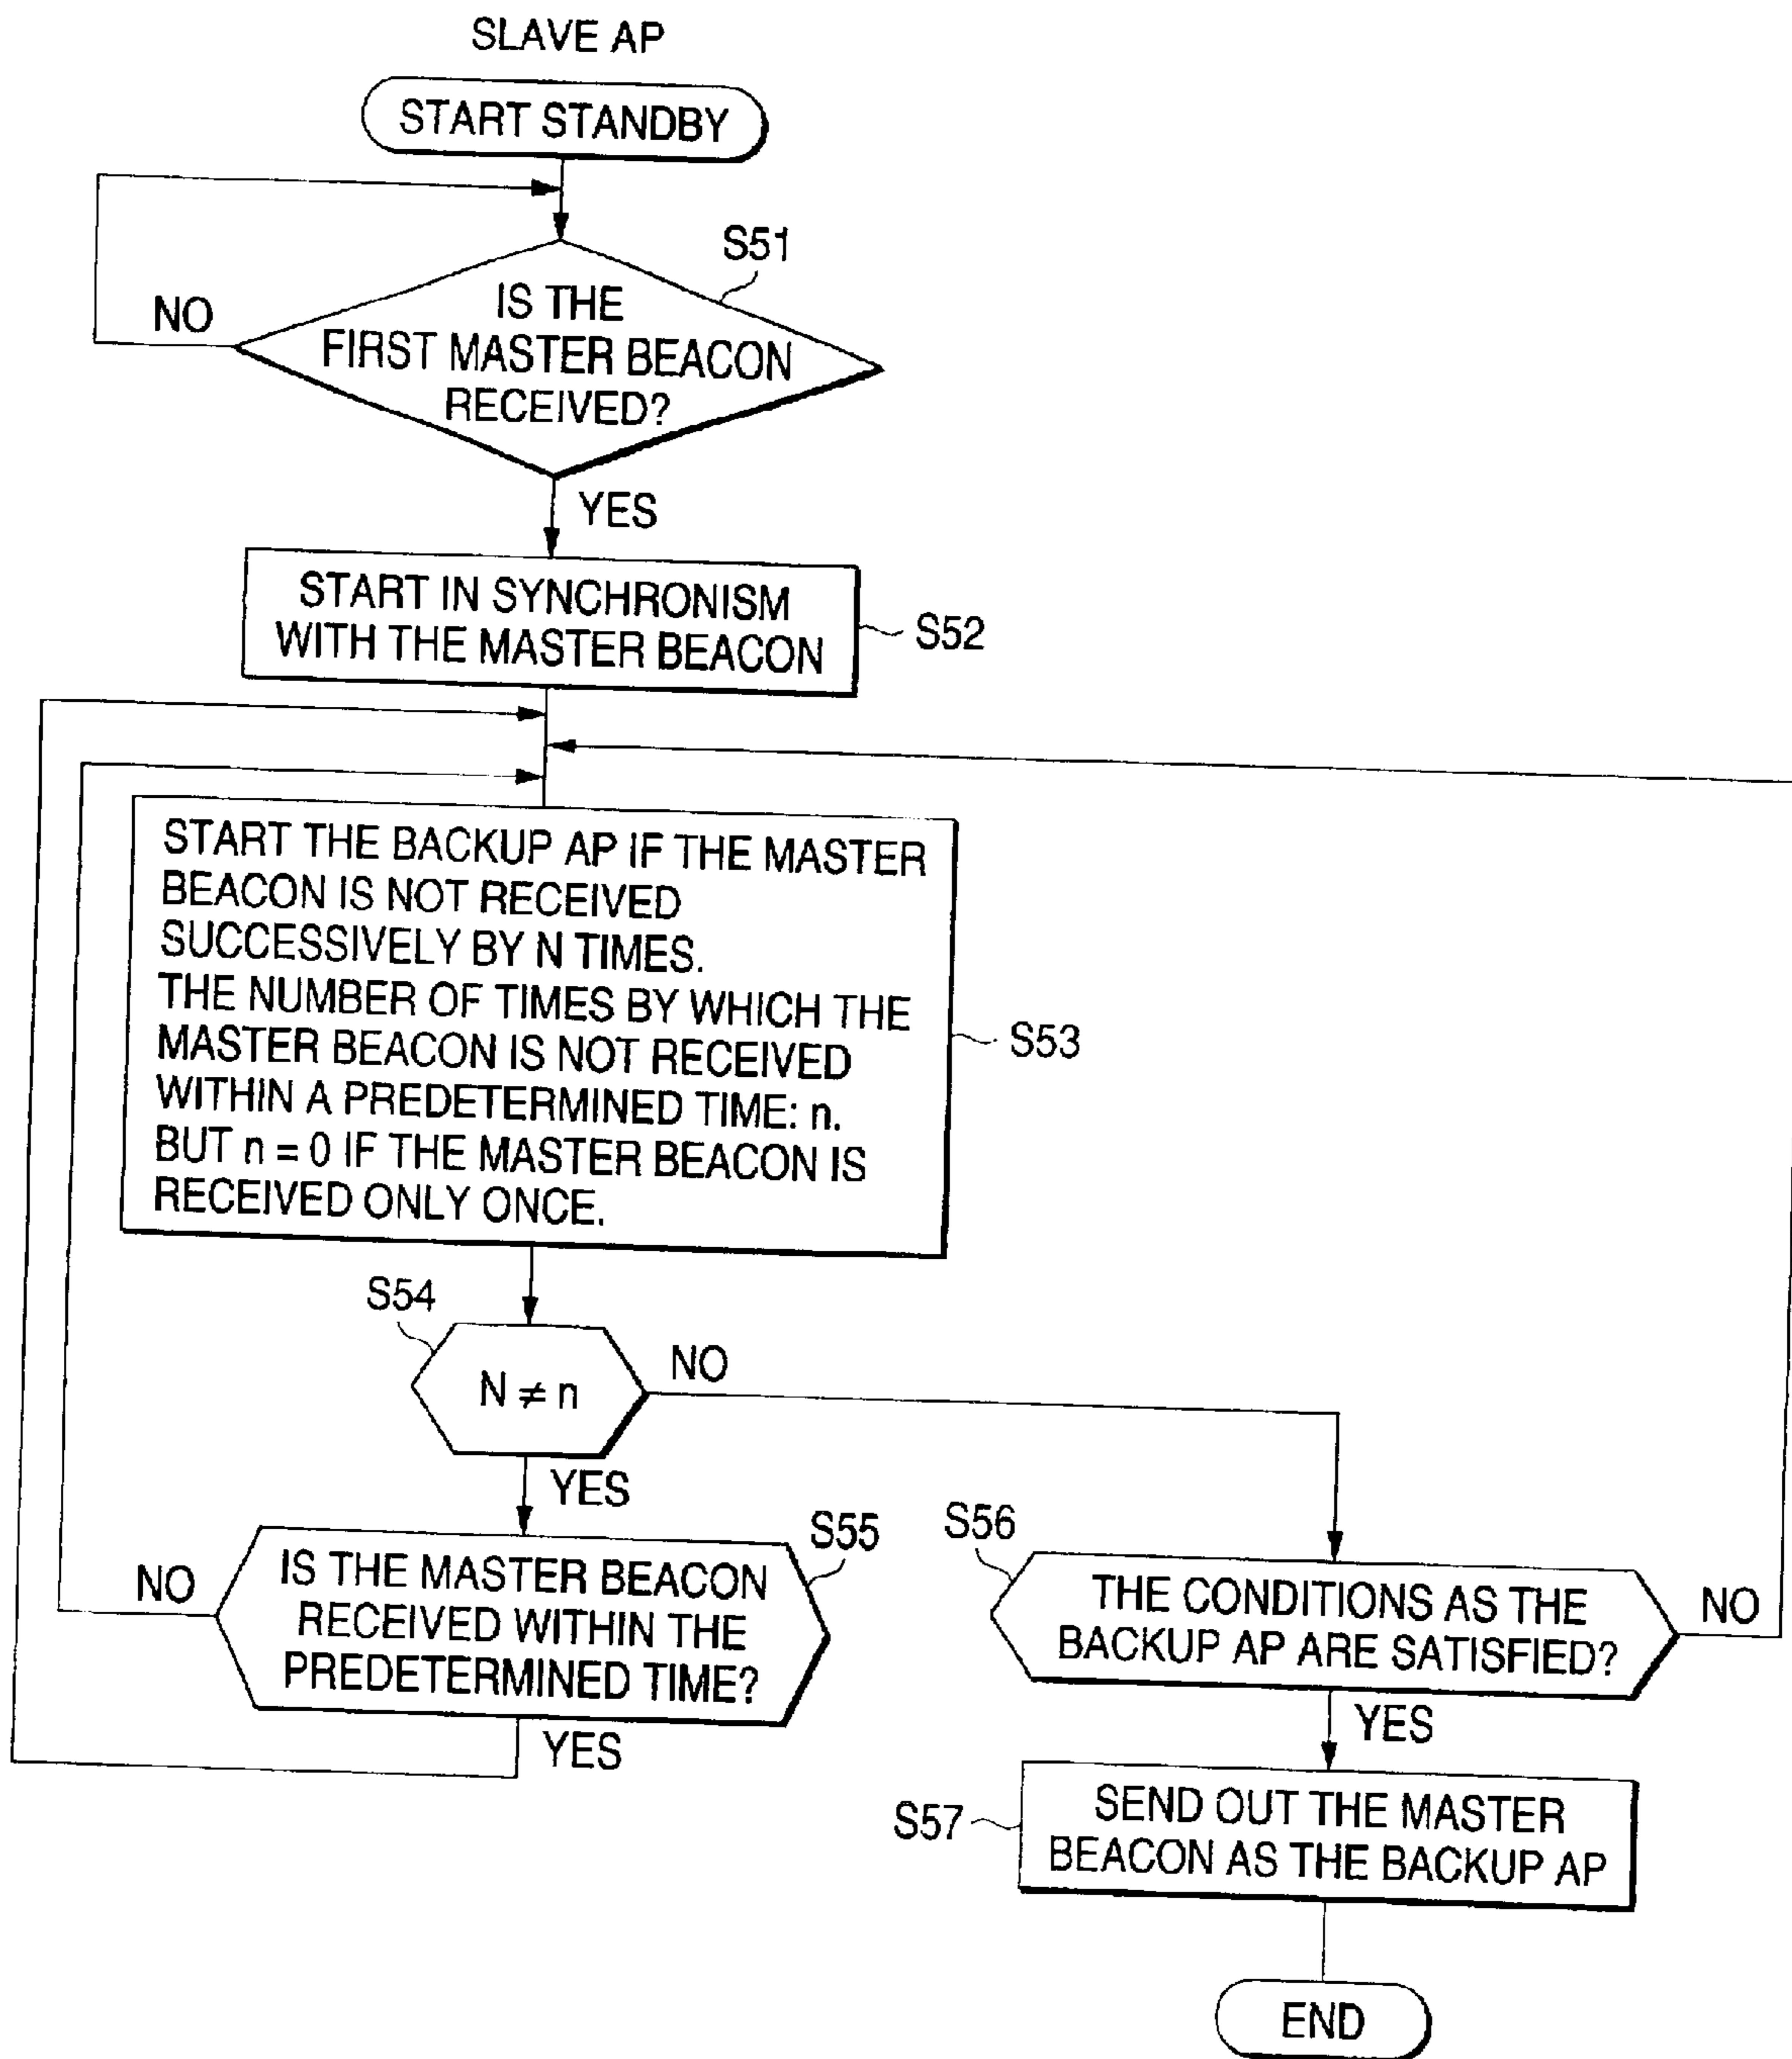 SLAVE AP
START STANDBY
S51
NO
IS THE
FIRST MASTER BEACON
RECEIVED?
YES
START IN SYNCHRONISM
WITH THE MASTER BEACON
S52
START THE BACKUP AP IF THE MASTER
BEACON IS NOT RECEIVED
SUCCESSIVELY BY N TIMES.
THE NUMBER OF TIMES BY WHICH THE
MASTER BEACON IS NOT RECEIVED
WITHIN A PREDETERMINED TIME: n.
BUT n = 0 IF THE MASTER BEACON IS
RECEIVED ONLY ONCE.
S53
S54
N ≠ n
NO
YES
S55
NO
IS THE MASTER BEACON
RECEIVED WITHIN THE
PREDETERMINED TIME?
YES
S56
THE CONDITIONS AS THE
BACKUP AP ARE SATISFIED?
NO
YES
S57
SEND OUT THE MASTER
BEACON AS THE BACKUP AP
END